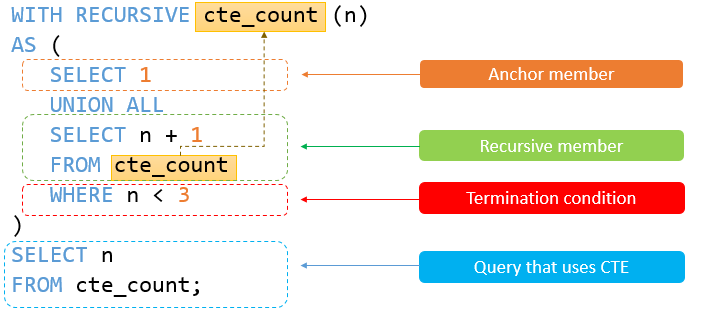 WITH RECURSIVE cte_count (n)
AS (
SELECT 1
Anchor member
UNION ALL
SELECT n + 1
Recursive member
FROM cte_count
WHERE n < 3
Termination condition
)
SELECT n
Query that uses CTE
FROM cte_count;